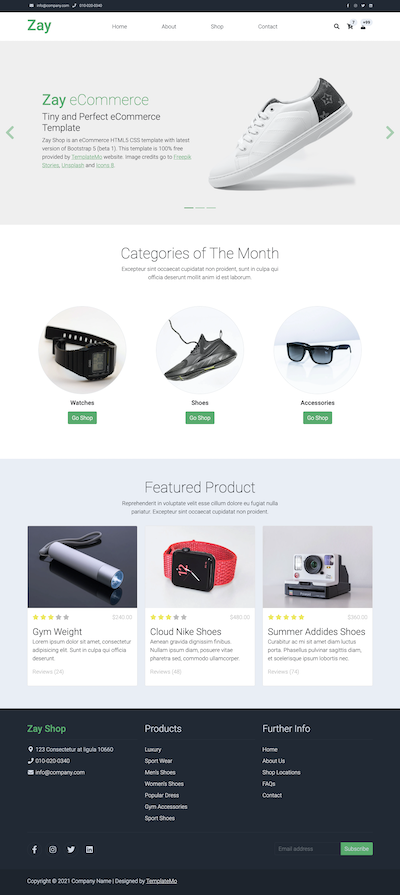 info@company.com 010-020-0340
Zay Home About Shop Contact 7 +99
Zay eCommerce
Tiny and Perfect eCommerce
Template
Zay Shop is an eCommerce HTML5 CSS template with latest
version of Bootstrap 5 (beta 1). This template is 100% free
provided by TemplateMo website. Image credits go to Freepik
Stories, Unsplash and Icons 8.
Categories of The Month
Excepteur sint occaecat cupidatat non proident, sunt in culpa qui
officia deserunt mollit anim id est laborum.
Watches Shoes Accessories
Go Shop Go Shop Go Shop
Featured Product
Reprehenderit in voluptate velit esse cillum dolore eu fugiat nulla
pariatur. Excepteur sint occaecat cupidatat non proident.
$240.00 $480.00 $360.00
Gym Weight Cloud Nike Shoes Summer Addides Shoes
Lorem ipsum dolor sit amet, consectetur Aenean gravida dignissim finibus. Curabitur ac mi sit amet diam luctus
adipisicing elit. Sunt in culpa qui officia Nullam ipsum diam, posuere vitae porta. Phasellus pulvinar sagittis diam,
deserunt. pharetra sed, commodo ullamcorper. et scelerisque ipsum lobortis nec.
Reviews (24) Reviews (48) Reviews (74)
Zay Shop Products Further Info
123 Consectetur at ligula 10660 Luxury Home
010-020-0340 Sport Wear About Us
info@company.com Men's Shoes Shop Locations
Women's Shoes FAQs
Popular Dress Contact
Gym Accessories
Sport Shoes
Email address Subscribe
Copyright © 2021 Company Name | Designed by TemplateMo